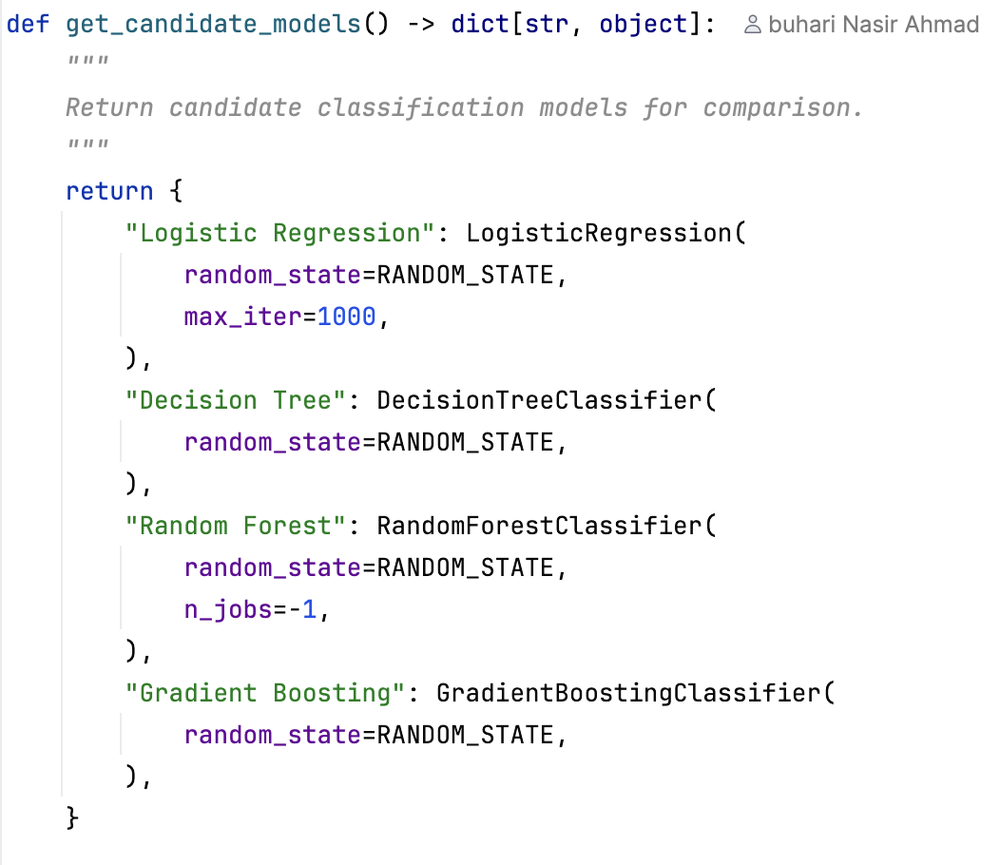 def get_candidate_models() -> dict[str, object]: buhari Nasir Ahmad
    """
    Return candidate classification models for comparison.
    """
    return {
        "Logistic Regression": LogisticRegression(
            random_state=RANDOM_STATE,
            max_iter=1000,
        ),
        "Decision Tree": DecisionTreeClassifier(
            random_state=RANDOM_STATE,
        ),
        "Random Forest": RandomForestClassifier(
            random_state=RANDOM_STATE,
            n_jobs=-1,
        ),
        "Gradient Boosting": GradientBoostingClassifier(
            random_state=RANDOM_STATE,
        ),
    }